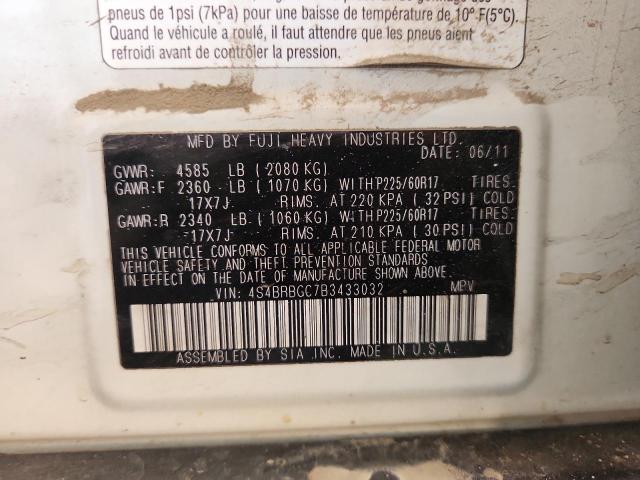 pneus de 1psi (7kPa) pour une baisse de température de 10° F(5°C).
Quand le véhicule a roulé, il faut attendre que les pneus aient
refroidi avant de contrôler la pression.
MFD BY FUJI HEAVY INDUSTRIES LTD.
DATE: 06/11
GVWR: 4585 LB (2080 KG)
GAWR:F 2360 LB (1070 KG) WITH P225/60R17 TIRES.
17X7J RIMS. AT 220 KPA (32 PSI) COLD
GAWR:R 2340 LB (1060 KG) WITH P225/60R17 TIRES.
17X7J RIMS. AT 210 KPA (30 PSI) COLD
THIS VEHICLE CONFORMS TO ALL APPLICABLE FEDERAL MOTOR
VEHICLE SAFETY AND THEFT PREVENTION STANDARDS
IN EFFECT ON THE DATE OF MANUFACTURE SHOWN ABOVE.
VIN: 4S4BRBGC7B3433032 MPV
ASSEMBLED BY SIA INC. MADE IN U.S.A.